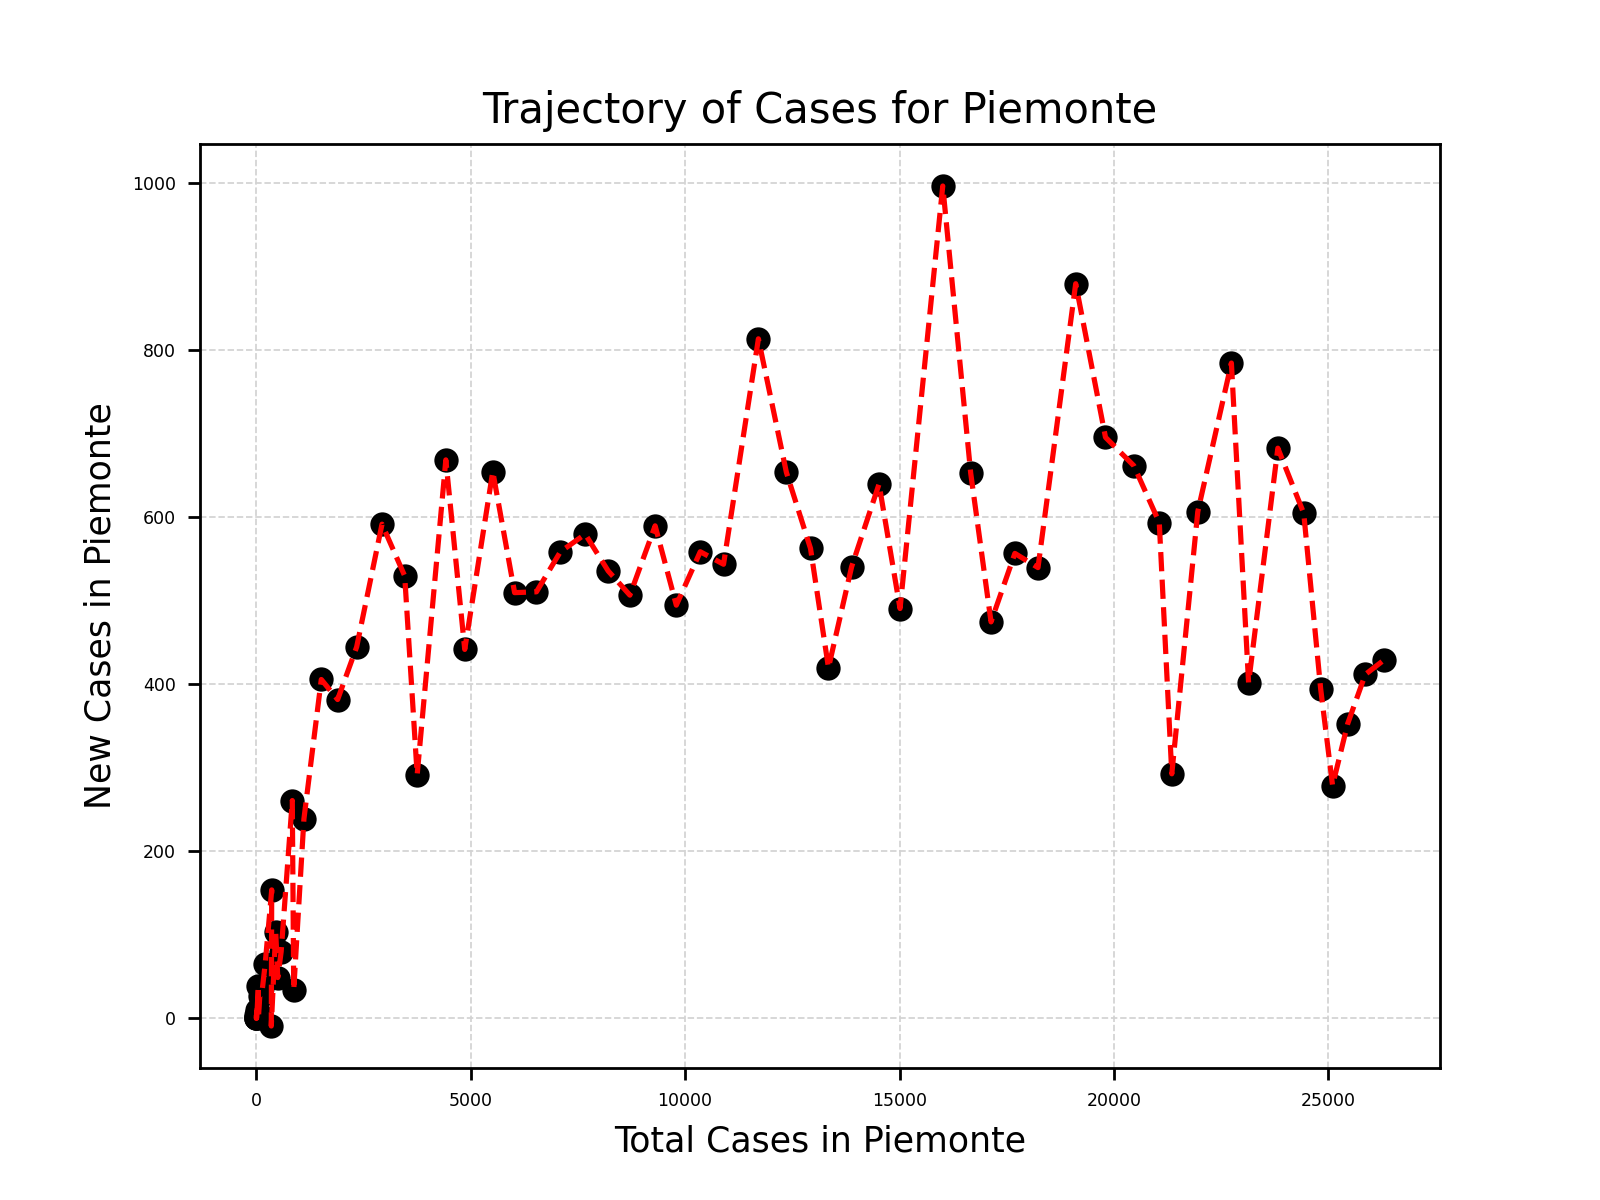 Trajectory of Cases for Piemonte
New Cases in Piemonte
1000
800
600
400
200
0
0 5000 10000 15000 20000 25000
Total Cases in Piemonte